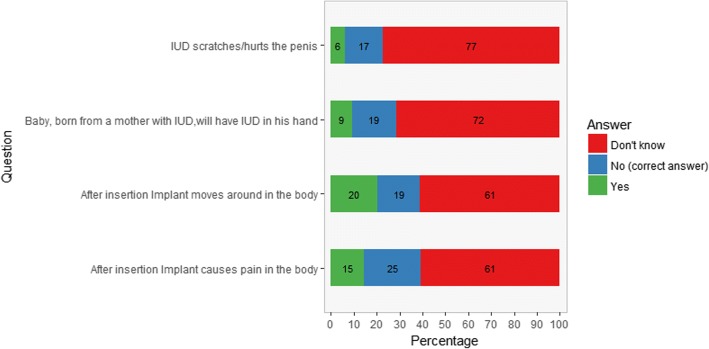 IUD scratches/hurts the penis
6 17 77
Baby, born from a mother with IUD,will have IUD in his hand
9 19 72
After insertion Implant moves around in the body
20 19 61
After insertion Implant causes pain in the body
15 25 61
0 10 20 30 40 50 60 70 80 90 100
Percentage
Question
Answer
Don't know
No (correct answer)
Yes